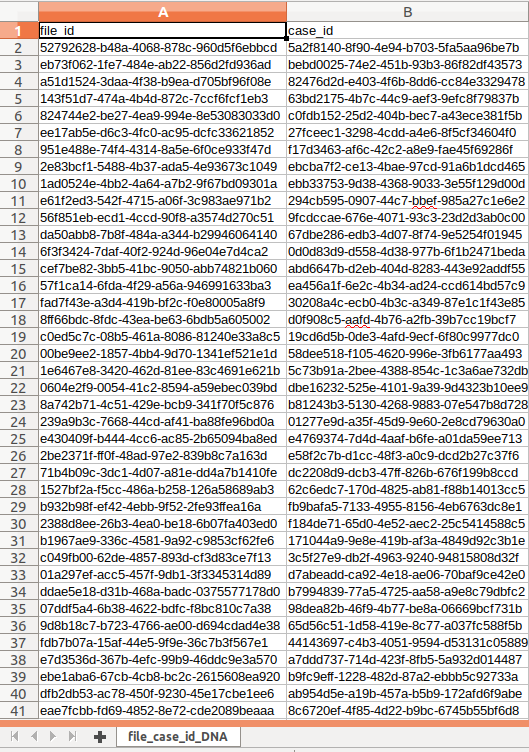 A B
1 file_id case_id
2 52792628-b48a-4068-878c-960d5f6ebbcd 5a2f8140-8f90-4e94-b703-5fa5aa96be7b
3 eb73f062-1fe7-484e-ab22-856d2fd936ad bebd0025-74e2-451b-93b3-86f82df43573
4 a51d1524-3daa-4f38-b9ea-d705bf96f08e 82476d2d-e403-4f6b-8dd6-cc84e3329478
5 143f51d7-474a-4b4d-872c-7ccf6fcf1eb3 63bd2175-4b7c-44c9-aef3-9efc8f79837b
6 824744e2-be27-4ea9-994e-8e53083033d0 c0fdb152-25d2-404b-bec7-a43ece381f5b
7 ee17ab5e-d6c3-4fc0-ac95-dcfc33621852 27fceec1-3298-4cdd-a4e6-8f5cf34604f0
8 951e488e-74f4-4314-8a5e-6f0ce933f47d f17d3463-af6c-42c2-a8e9-fae45f69286f
9 2e83bcf1-5488-4b37-ada5-4e93673c1049 ebcba7f2-ce13-4bae-97cd-91a6b1dcd465
10 1ad0524e-4bb2-4a64-a7b2-9f67bd09301a ebb33753-9d38-4368-9033-3e55f129d00d
11 e61f2ed3-542f-4715-a06f-3c983ae971b2 294cb595-0907-44c7-bbef-985a27c1e6e2
12 56f851eb-ecd1-4ccd-90f8-a3574d270c51 9fcdccae-676e-4071-93c3-23d2d3ab0c00
13 da50abb8-7b8f-484a-a344-b29946064140 67dbe286-edb3-4d07-8f74-9e5254f01945
14 6f3f3424-7daf-40f2-924d-96e04e7d4ca2 0d0d83d9-d558-4d38-977b-6f1b2471beda
15 cef7be82-3bb5-41bc-9050-abb74821b060 abd6647b-d2eb-404d-8283-443e92addf55
16 57f1ca14-6fda-4f29-a56a-946991633ba3 ea456a1f-6e2c-4b34-ad24-ccd614bd57c9
17 fad7f43e-a3d4-419b-bf2c-f0e80005a8f9 30208a4c-ecb0-4b3c-a349-87e1c1f43e85
18 8ff66bdc-8fdc-43ea-be63-6bdb5a605002 d0f908c5-aafd-4b76-a2fb-39b7cc19bcf7
19 c0ed5c7c-08b5-461a-8086-81240e33a8c5 19cd6d5b-0de3-4afd-9ecf-6f80c9977dc0
20 00be9ee2-1857-4bb4-9d70-1341ef521e1d 58dee518-f105-4620-996e-3fb6177aa493
21 1e6467e8-3420-462d-81ee-83c4691e621b 5c73b91a-2bee-4388-854c-1c3a6ae732db
22 0604e2f9-0054-41c2-8594-a59ebec039bd dbe16232-525e-4101-9a39-9d4323b10ee9
23 8a742b71-4c51-429e-bcb9-341f70f5c876 b81243b3-5130-4268-9883-07e547b8d728
24 239a9b3c-7668-44cd-af41-ba88fe96bd0a 01277e9d-a35f-45d9-9e60-2e8cd79630a0
25 e430409f-b444-4cc6-ac85-2b65094ba8ed e4769374-7d4d-4aaf-b6fe-a01da59ee713
26 2be2371f-ff0f-48ad-97e2-839b8c7a163d e58f2c7b-d1cc-48f3-a0c9-dcd2b27c37f6
27 71b4b09c-3dc1-4d07-a81e-dd4a7b1410fe dc2208d9-dcb3-47ff-826b-676f199b8ccd
28 1527bf2a-f5cc-486a-b258-126a58689ab3 62c6edc7-170d-4825-ab81-f88b14013cc5
29 b932b98f-ef42-4ebb-9f52-2fe93ffea16a fb9bafa5-7133-4955-8156-4eb6763dc8e1
30 2388d8ee-26b3-4ea0-be18-6b07fa403ed0 f184de71-65d0-4e52-aec2-25c5414588c5
31 b1967ae9-336c-4581-9a92-c9853cf62fe6 171044a9-9e8e-419b-af3a-4849d92c3b1e
32 c049fb00-62de-4857-893d-cf3d83ce7f13 3c5f27e9-db2f-4963-9240-94815808d32f
33 01a297ef-acc5-457f-9db1-3f3345314d89 d7abeadd-ca92-4e18-ae06-70baf9ce42e0
34 ddae5e18-d31b-468a-badc-0375577178d0 b7994839-77a5-4725-aa58-a9e8c79dbfc2
35 07ddf5a4-6b38-4622-bdfc-f8bc810c7a38 98dea82b-46f9-4b77-be8a-06669bcf731b
36 9d8b18c7-b723-4766-ae00-d694cdad4e38 65d56c51-1d58-419e-8c77-a037fc588f5b
37 fdb7b07a-15af-44e5-9f9e-36c7b3f567e1 44143697-c4b3-4051-9594-d53131c05889
38 e7d3536d-367b-4efc-99b9-46ddc9e3a570 a7ddd737-714d-423f-8fb5-5a932d014487
39 ebe1aba6-67cb-4cb8-bc2c-2615608ea920 b9fc9eff-1228-482d-87a2-ebbb5c92733a
40 dfb2db53-ac78-450f-9230-45e17cbe1ee6 ab954d5e-a19b-457a-b5b9-172afd6f9abe
41 eae7fcbb-fd69-4852-8e72-cde2089beaaa 8c6720ef-4f85-4d22-b9bc-6745b55bf6d8
file_case_id_DNA